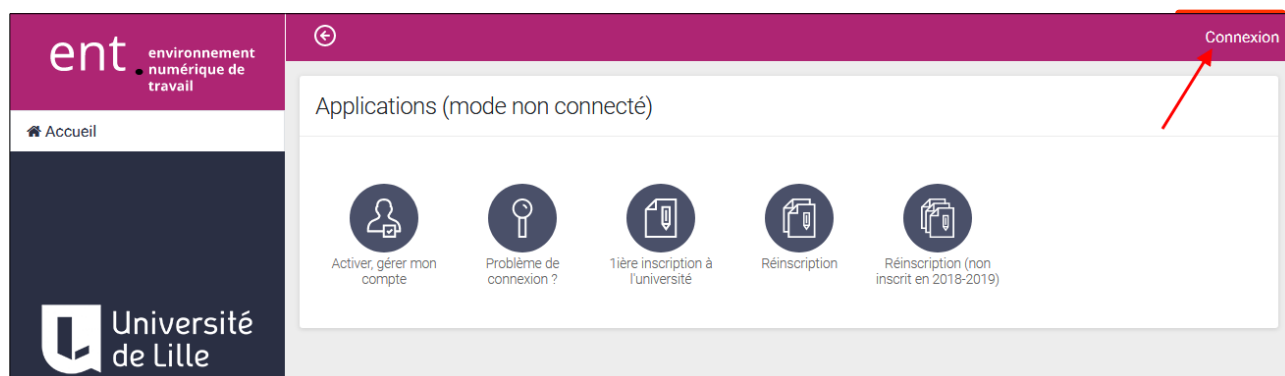 ent.
environnement
numérique de
travail
Connexion
Accueil
Applications (mode non connecté)
Activer, gérer mon
compte
Problème de
connexion ?
1ière inscription à
l'université
Réinscription
Réinscription (non
inscrit en 2018-2019)
Université
de Lille